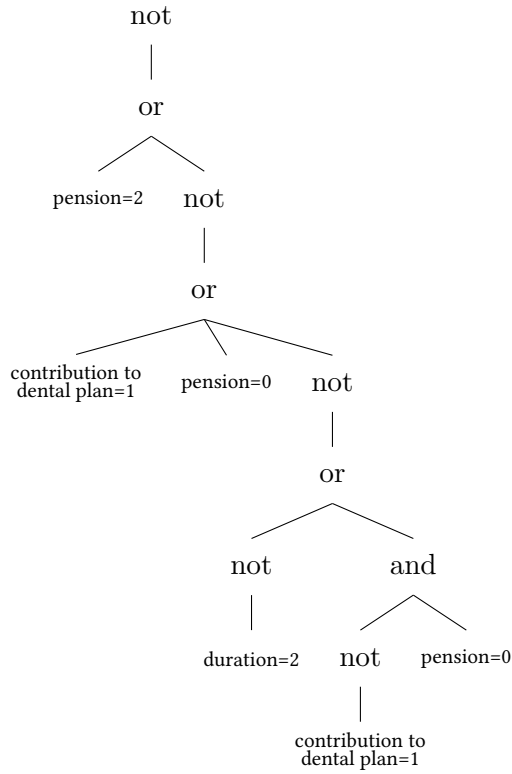 not
or
pension=2
not
or
contribution to
dental plan=1
pension=0
not
or
not
and
duration=2
not
pension=0
contribution to
dental plan=1